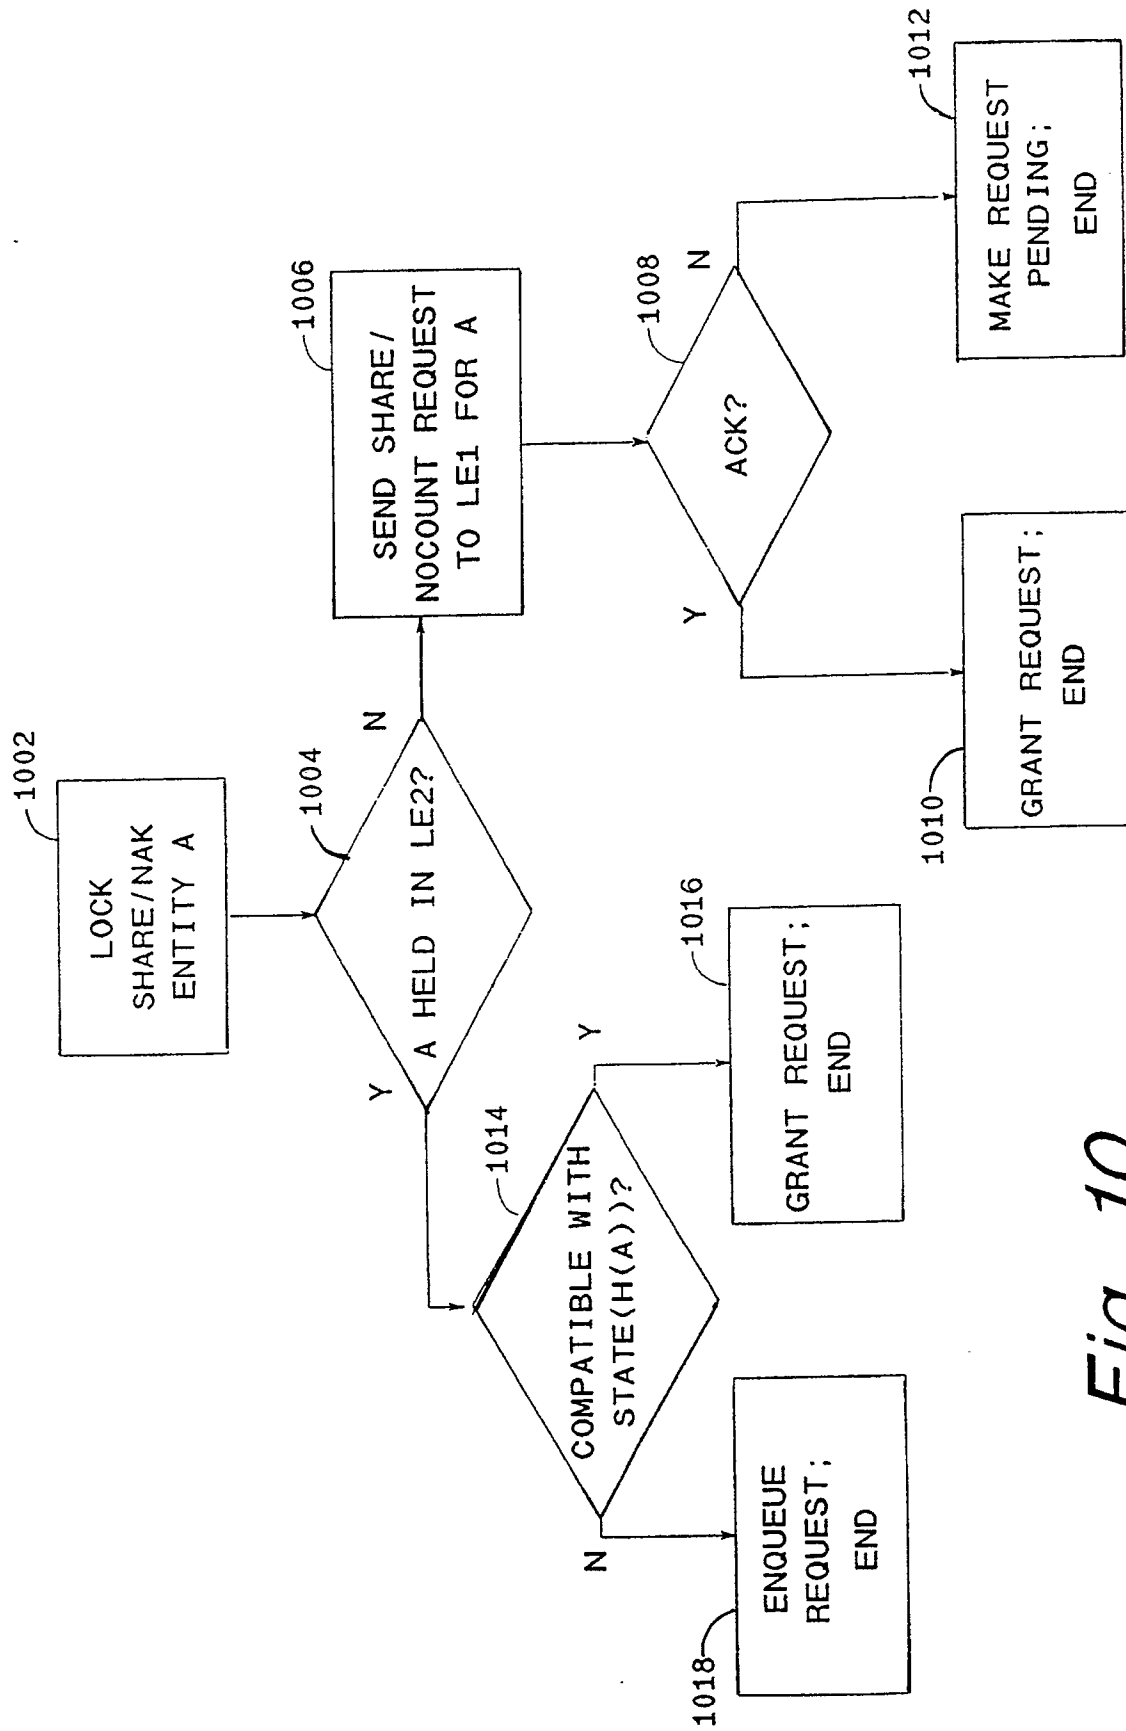 1002
LOCK
SHARE/NAK
ENTITY A
1004
A HELD IN LE2?
Y
N
1006
SEND SHARE/
NOCOUNT REQUEST
TO LE1 FOR A
1008
ACK?
Y
N
1010
GRANT REQUEST;
END
1012
MAKE REQUEST
PENDING;
END
1014
COMPATIBLE WITH
STATE(H(A))?
N
Y
1016
GRANT REQUEST;
END
1018
ENQUEUE
REQUEST;
END
Fig. 10